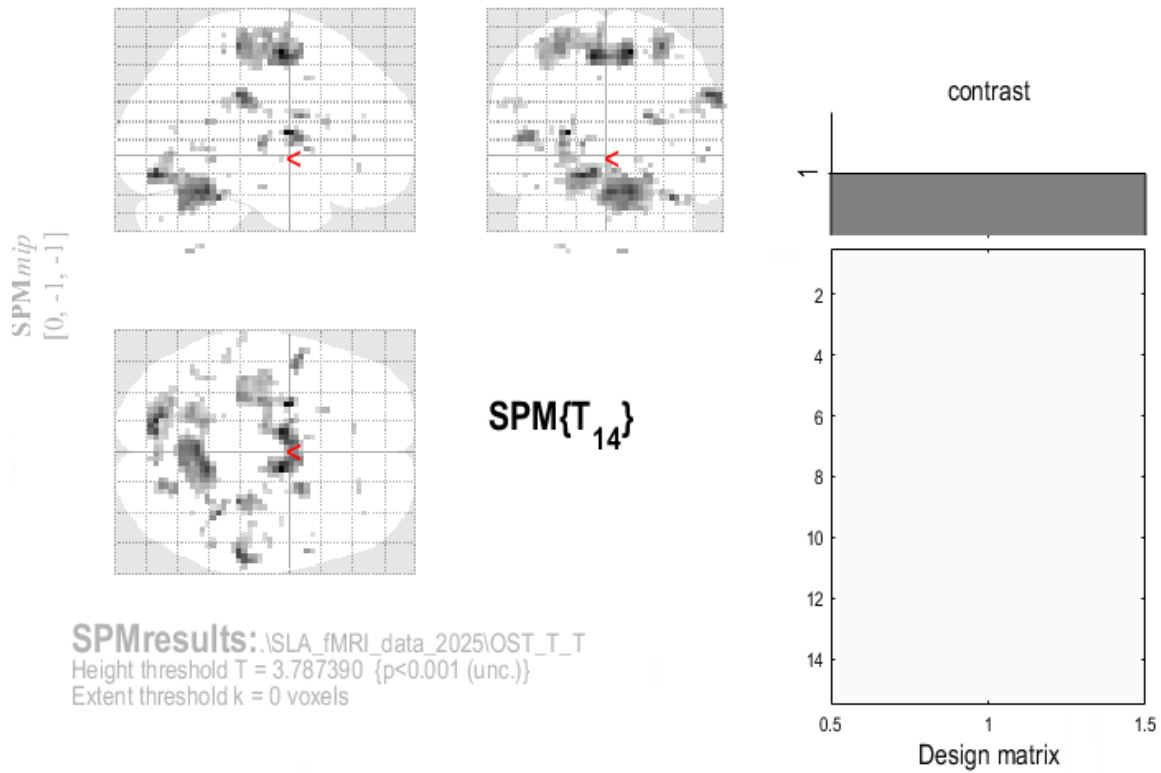 SPMmip
[0, -1, -1]
<
<
<
SPM{T14}
SPMresults:.\SLA_fMRI_data_2025\OST_T_T
Height threshold T = 3.787390 {p<0.001 (unc.)}
Extent threshold k = 0 voxels
contrast
1
2
4
6
8
10
12
14
0.5 1 1.5
Design matrix